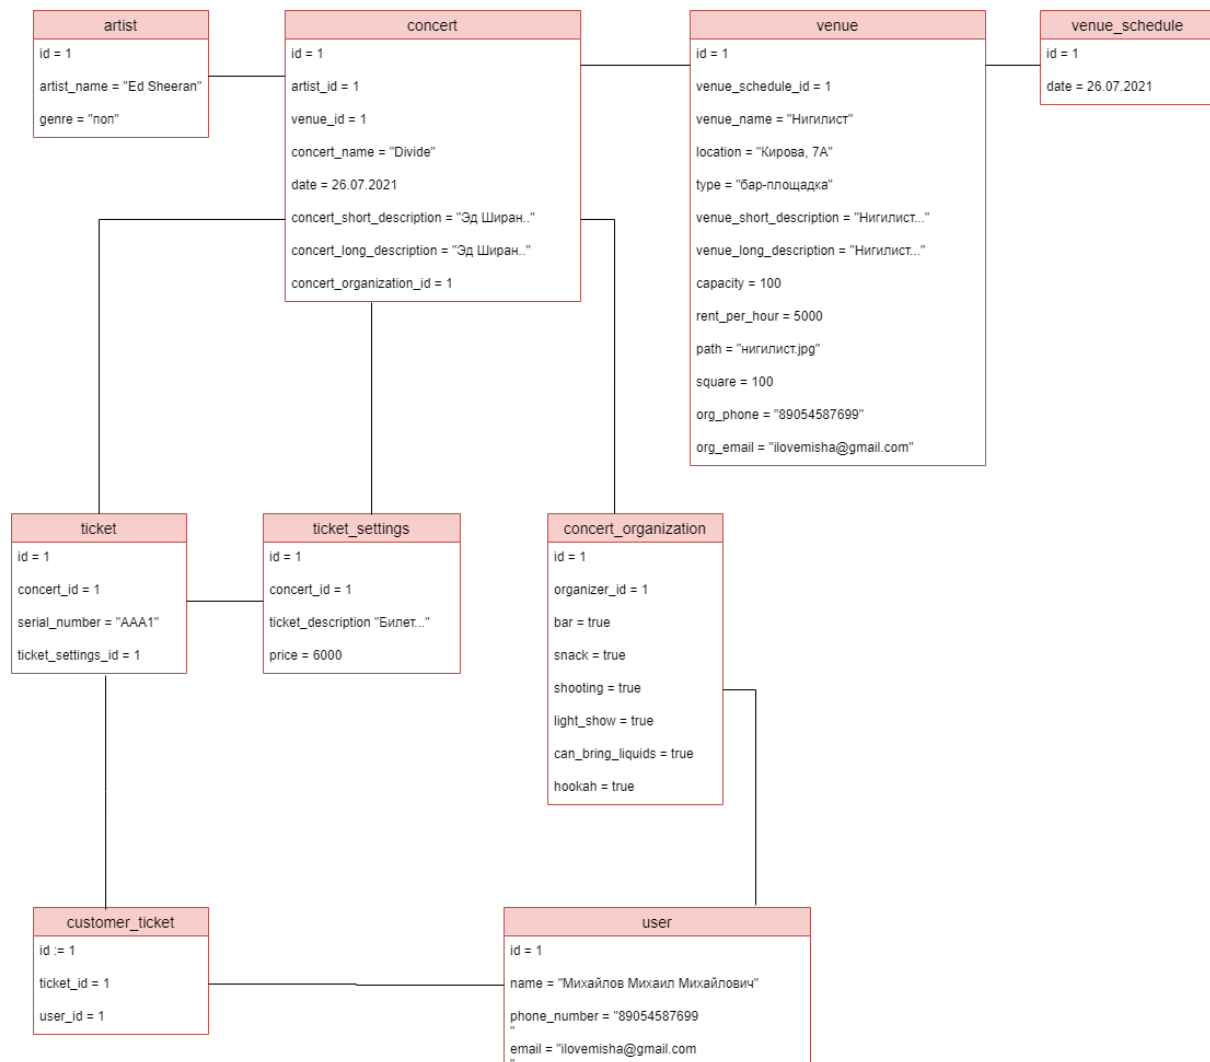 artist
id = 1
artist_name = "Ed Sheeran"
genre = "поп"
concert
id = 1
artist_id = 1
venue_id = 1
concert_name = "Divide"
date = 26.07.2021
concert_short_description = "Эд Ширан.."
concert_long_description = "Эд Ширан.."
concert_organization_id = 1
venue
id = 1
venue_schedule_id = 1
venue_name = "Нигилист"
location = "Кирова, 7А"
type = "бар-площадка"
venue_short_description = "Нигилист..."
venue_long_description = "Нигилист..."
capacity = 100
rent_per_hour = 5000
path = "нигилист.jpg"
square = 100
org_phone = "89054587699"
org_email = "ilovemisha@gmail.com"
venue_schedule
id = 1
date = 26.07.2021
ticket
id = 1
concert_id = 1
serial_number = "AAA1"
ticket_settings_id = 1
ticket_settings
id = 1
concert_id = 1
ticket_description "Билет..."
price = 6000
concert_organization
id = 1
organizer_id = 1
bar = true
snack = true
shooting = true
light_show = true
can_bring_liquids = true
hookah = true
customer_ticket
id := 1
ticket_id = 1
user_id = 1
user
id = 1
name = "Михайлов Михаил Михайлович"
phone_number = "89054587699
"
email = "ilovemisha@gmail.com
"